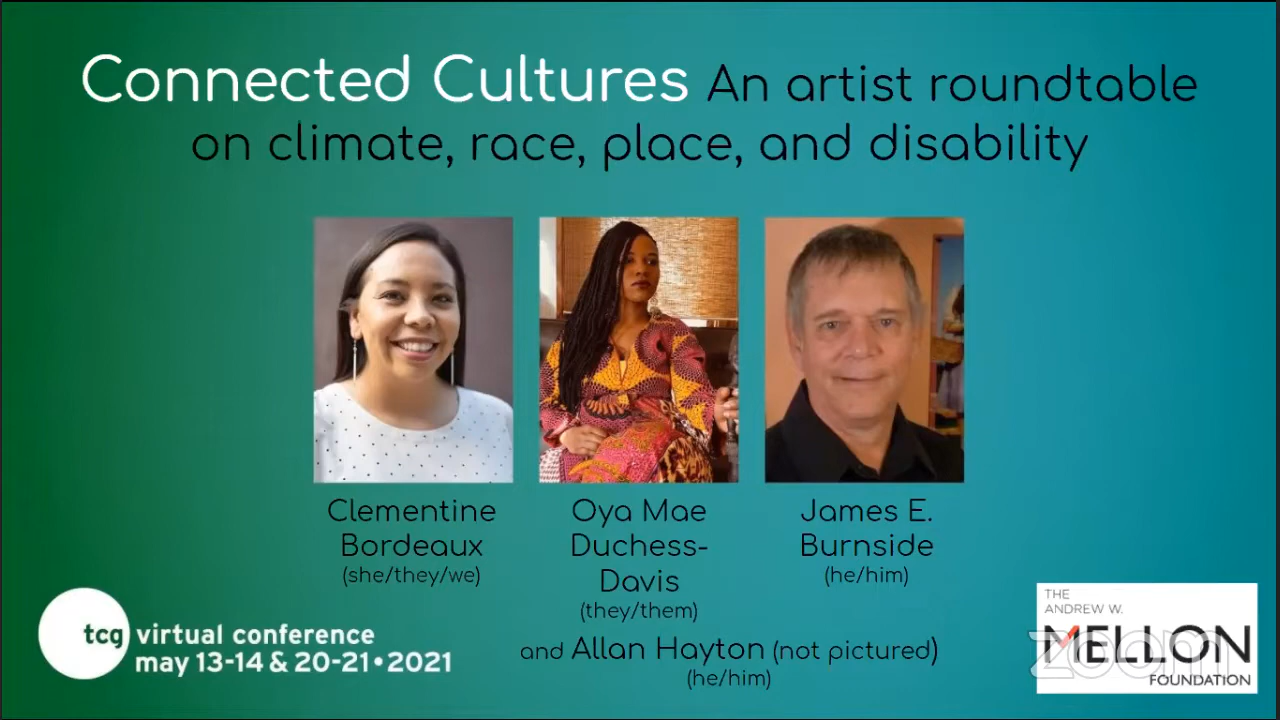 Connected Cultures An artist roundtable
on climate, race, place, and disability
Clementine
Bordeaux
(she/they/we)
Oya Mae
Duchess-
Davis
(they/them)
James E.
Burnside
(he/him)
and Allan Hayton (not pictured)
(he/him)
tcg virtual conference
may 13-14 & 20-21 • 2021
THE
ANDREW W.
MELLON
FOUNDATION
zoom